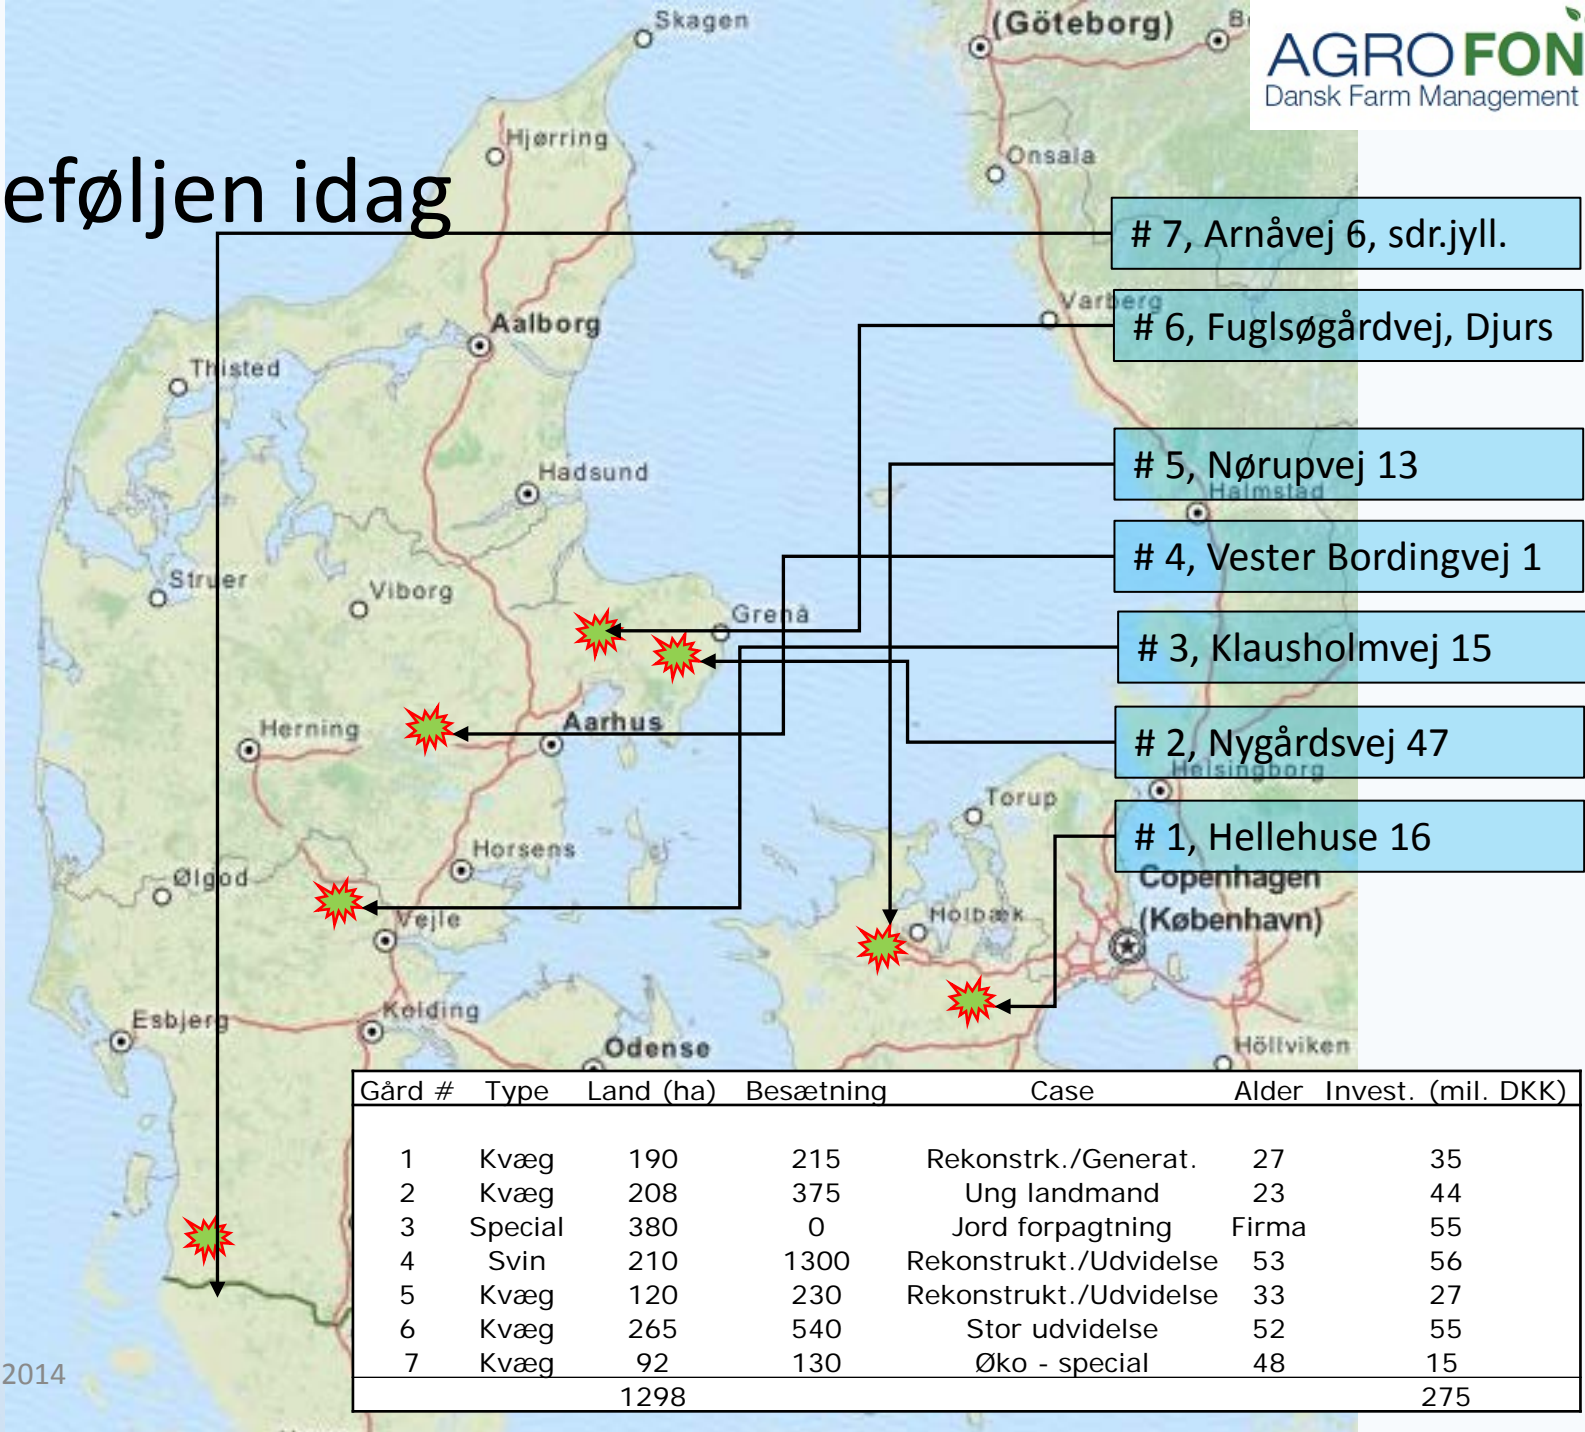 AGROFON
Dansk Farm Management
eføljen idag
# 7, Arnåvej 6, sdr.jyll.
# 6, Fuglsøgårdvej, Djurs
# 5, Nørupvej 13
# 4, Vester Bordingvej 1
# 3, Klausholmvej 15
# 2, Nygårdsvej 47
# 1, Hellehuse 16
Skagen
(Göteborg)
Hjørring
Onsala
Varberg
Aalborg
Thisted
Hadsund
Halmstad
Struer
Viborg
Grenå
Herning
Aarhus
Helsingborg
Torup
Horsens
Ølgod
Copenhagen
(København)
Vejle
Holbæk
Esbjerg
Kolding
Odense
Höllviken
Gård # Type Land (ha) Besætning Case Alder Invest. (mil. DKK)
1 Kvæg 190 215 Rekonstrk./Generat. 27 35
2 Kvæg 208 375 Ung landmand 23 44
3 Special 380 0 Jord forpagtning Firma 55
4 Svin 210 1300 Rekonstrukt./Udvidelse 53 56
5 Kvæg 120 230 Rekonstrukt./Udvidelse 33 27
6 Kvæg 265 540 Stor udvidelse 52 55
7 Kvæg 92 130 Øko - special 48 15
1298 275
2014